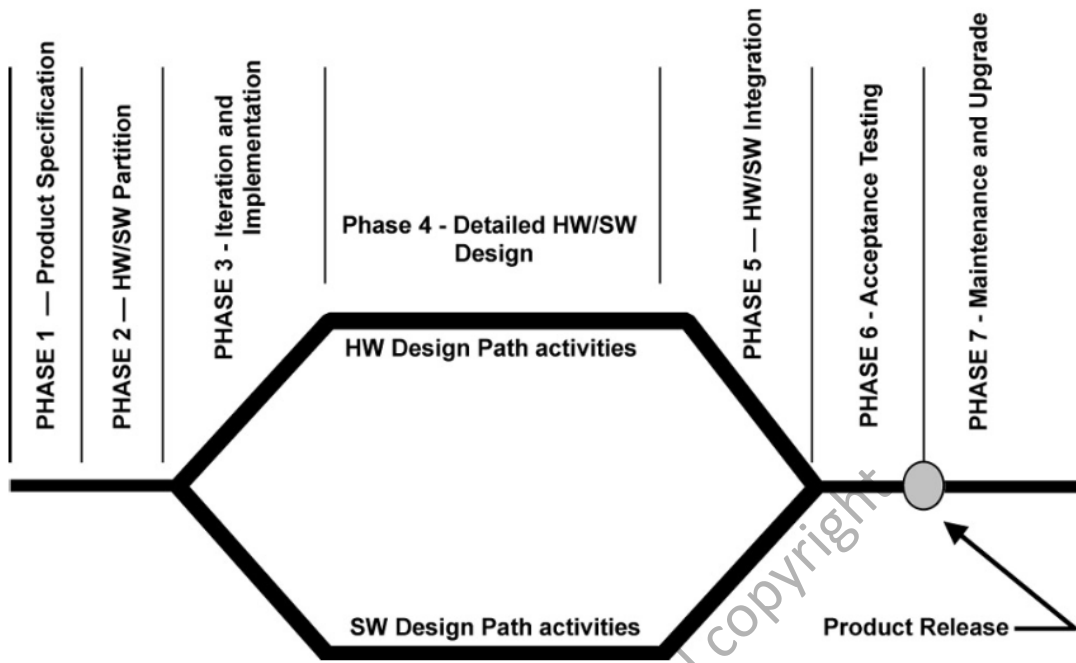 PHASE 1 — Product Specification
PHASE 2 — HW/SW Partition
PHASE 3 - Iteration and
Implementation
Phase 4 - Detailed HW/SW
Design
PHASE 5 — HW/SW Integration
PHASE 6 - Acceptance Testing
PHASE 7 - Maintenance and Upgrade
HW Design Path activities
SW Design Path activities
Product Release
copyright